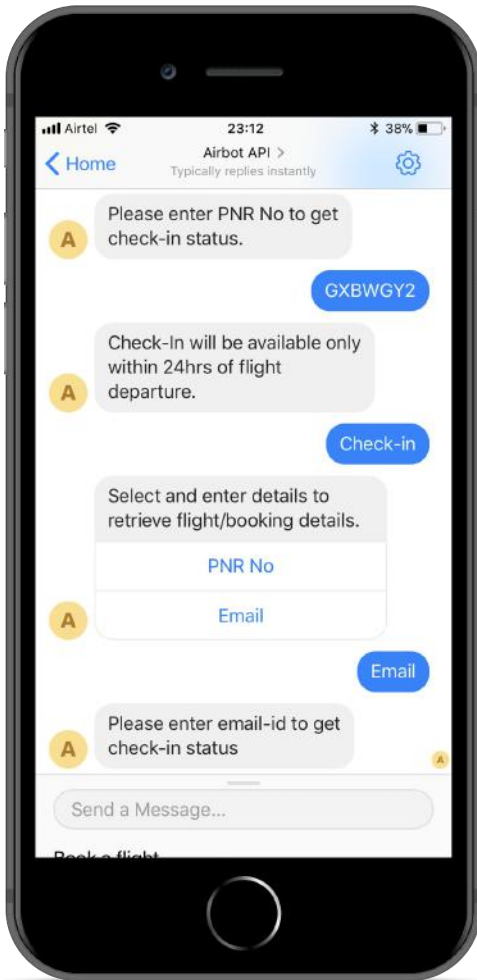 Airtel 23:12 38%
Home Airbot API >
Typically replies instantly
Please enter PNR No to get
check-in status.
A
GXBWGY2
Check-In will be available only
within 24hrs of flight
departure.
A
Check-in
Select and enter details to
retrieve flight/booking details.
PNR No
Email
A
Email
Please enter email-id to get
check-in status
A
A
Send a Message...
Book a flight